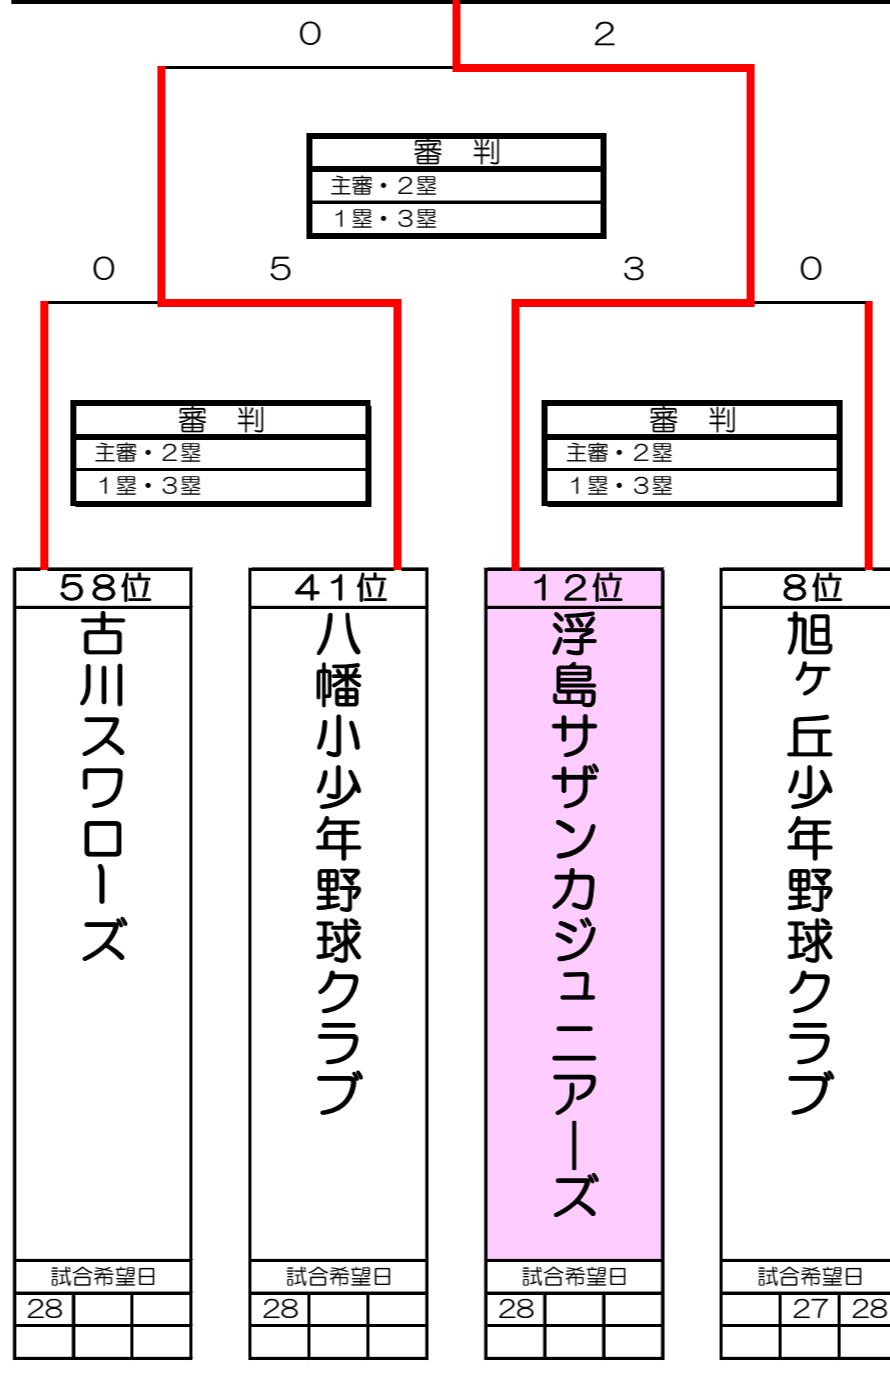 ０ ２
審 判
主審・２塁
１塁・３塁
０ ５ ３ ０
審 判
主審・２塁
１塁・３塁
審 判
主審・２塁
１塁・３塁
５８位
古川スワローズ
試合希望日
28
４１位
八幡小少年野球クラブ
試合希望日
28
１２位
浮島サザンカジュニアーズ
試合希望日
28
８位
旭ヶ丘少年野球クラブ
試合希望日
27 28